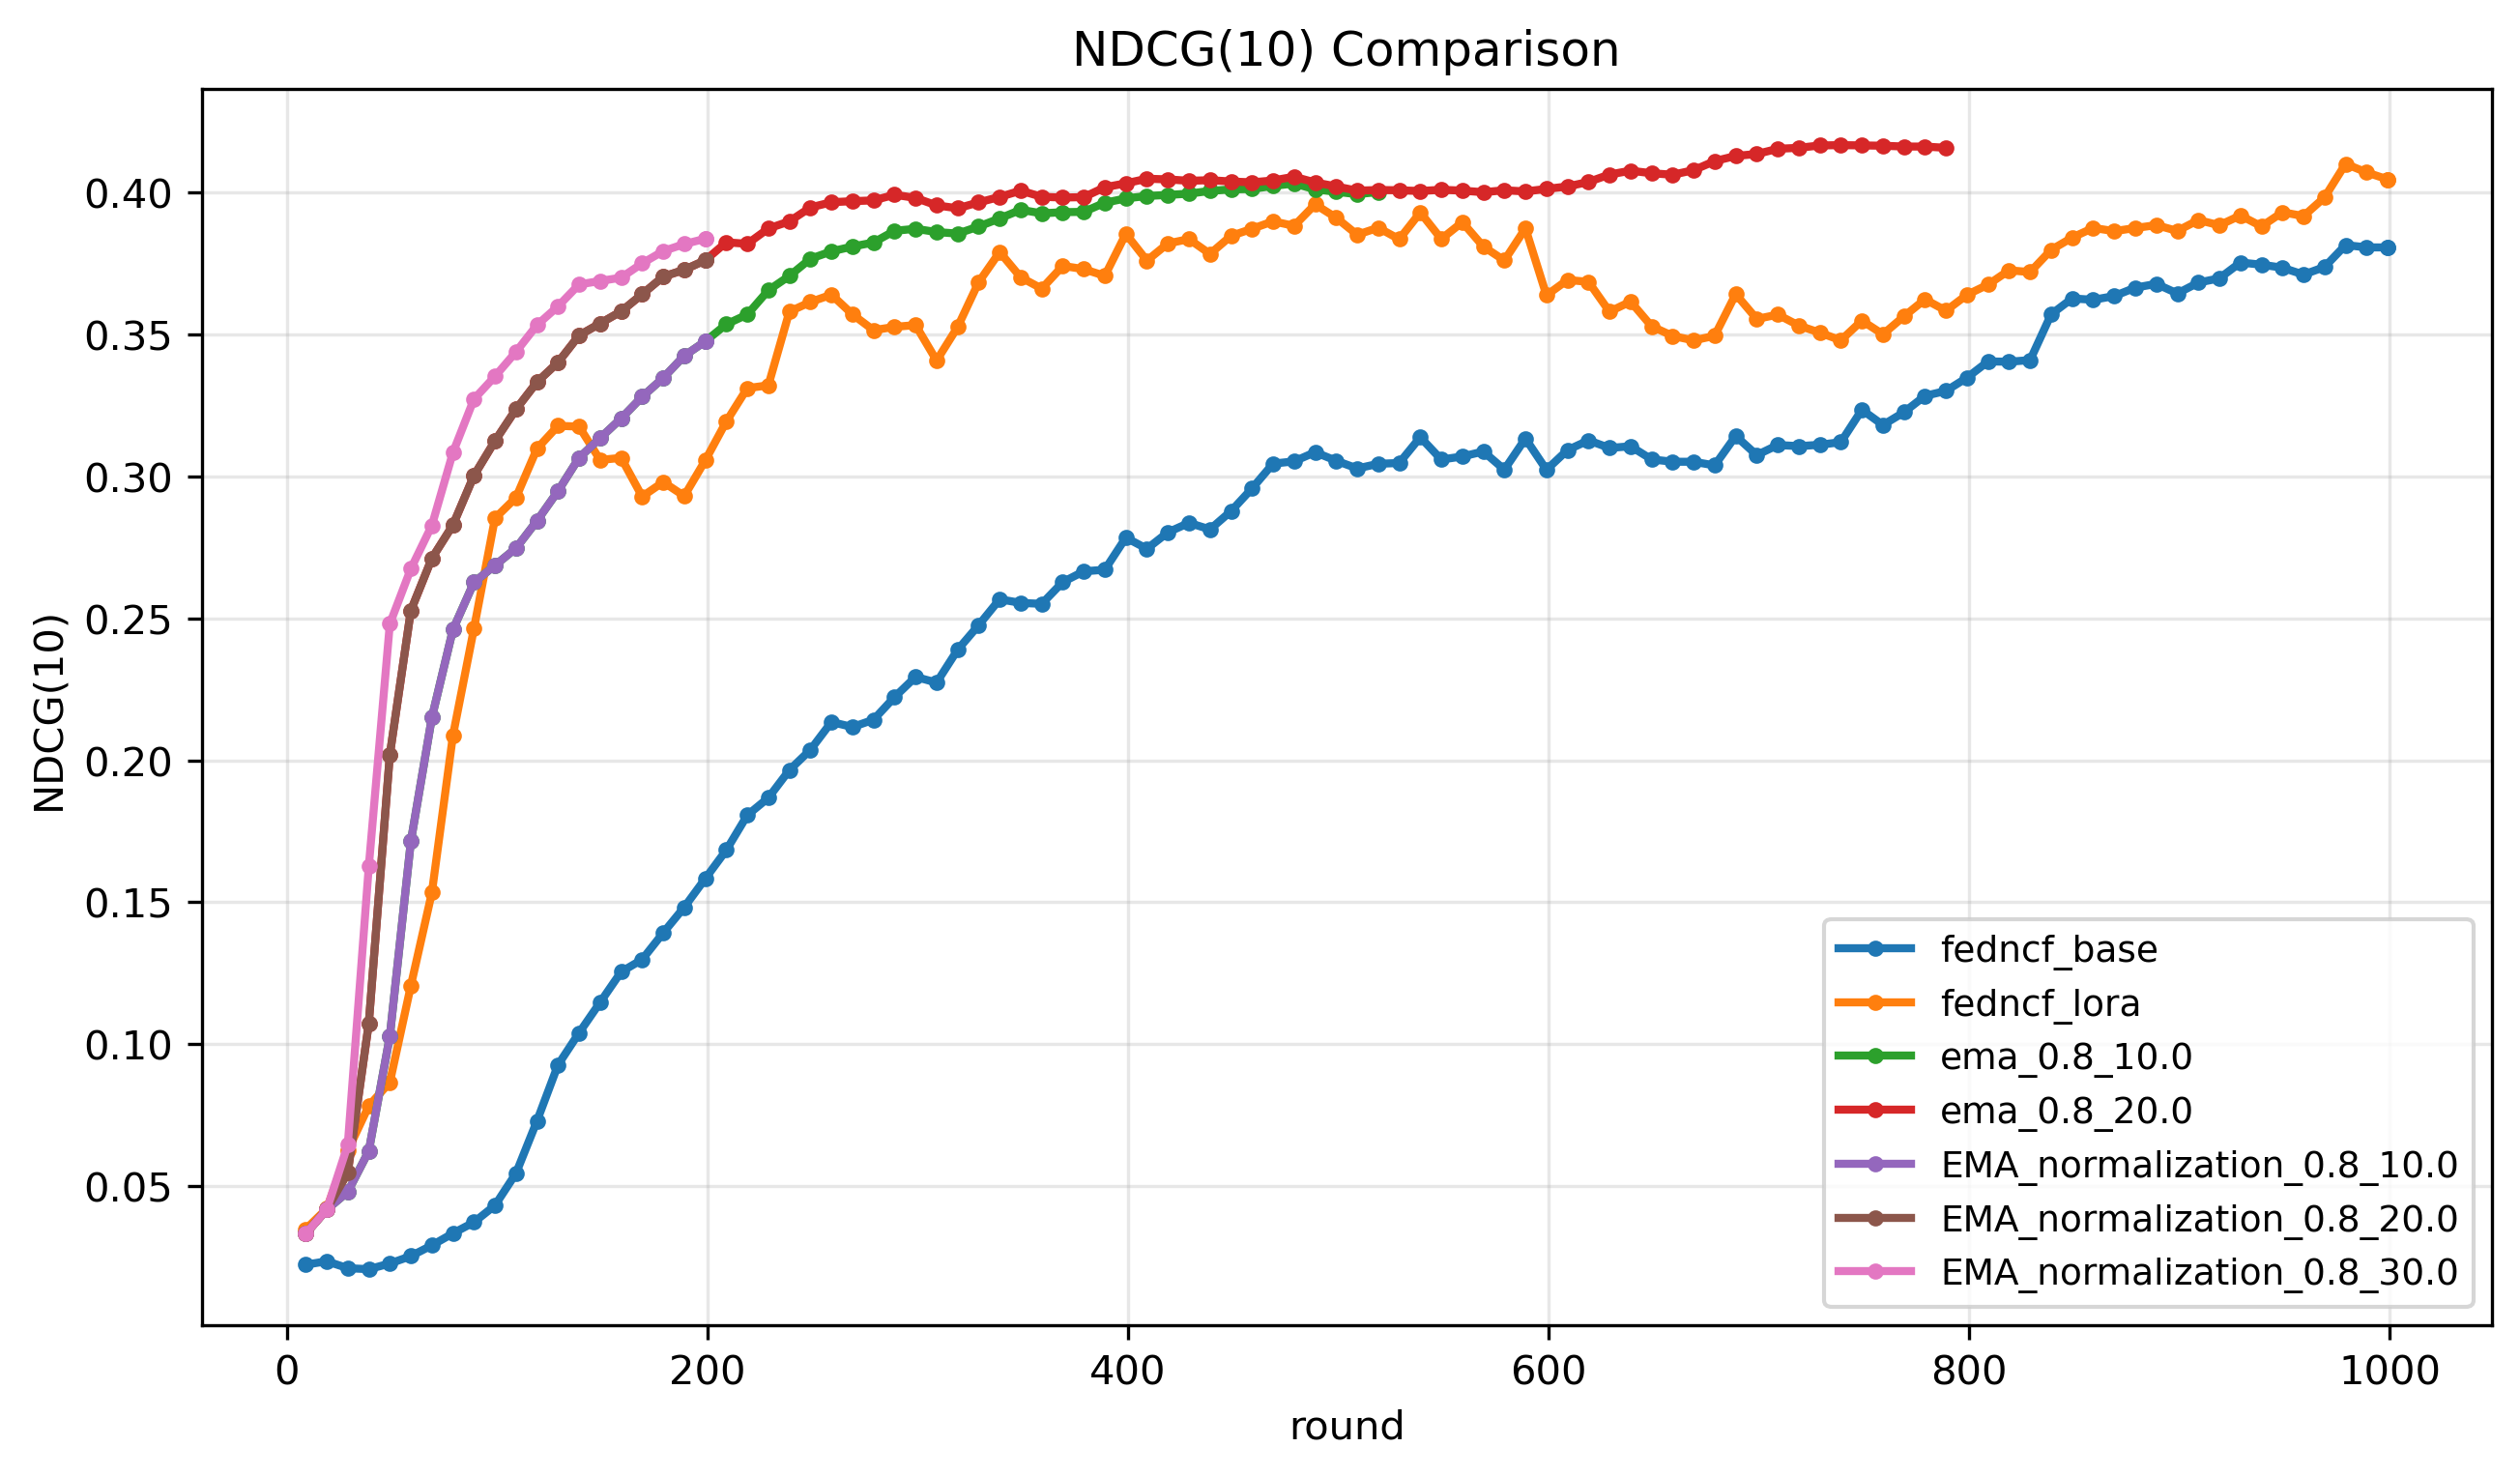 NDCG(10) Comparison
NDCG(10)
0.40
0.35
0.30
0.25
0.20
0.15
0.10
0.05
0
200
400
600
800
1000
round
fedncf_base
fedncf_lora
ema_0.8_10.0
ema_0.8_20.0
EMA_normalization_0.8_10.0
EMA_normalization_0.8_20.0
EMA_normalization_0.8_30.0